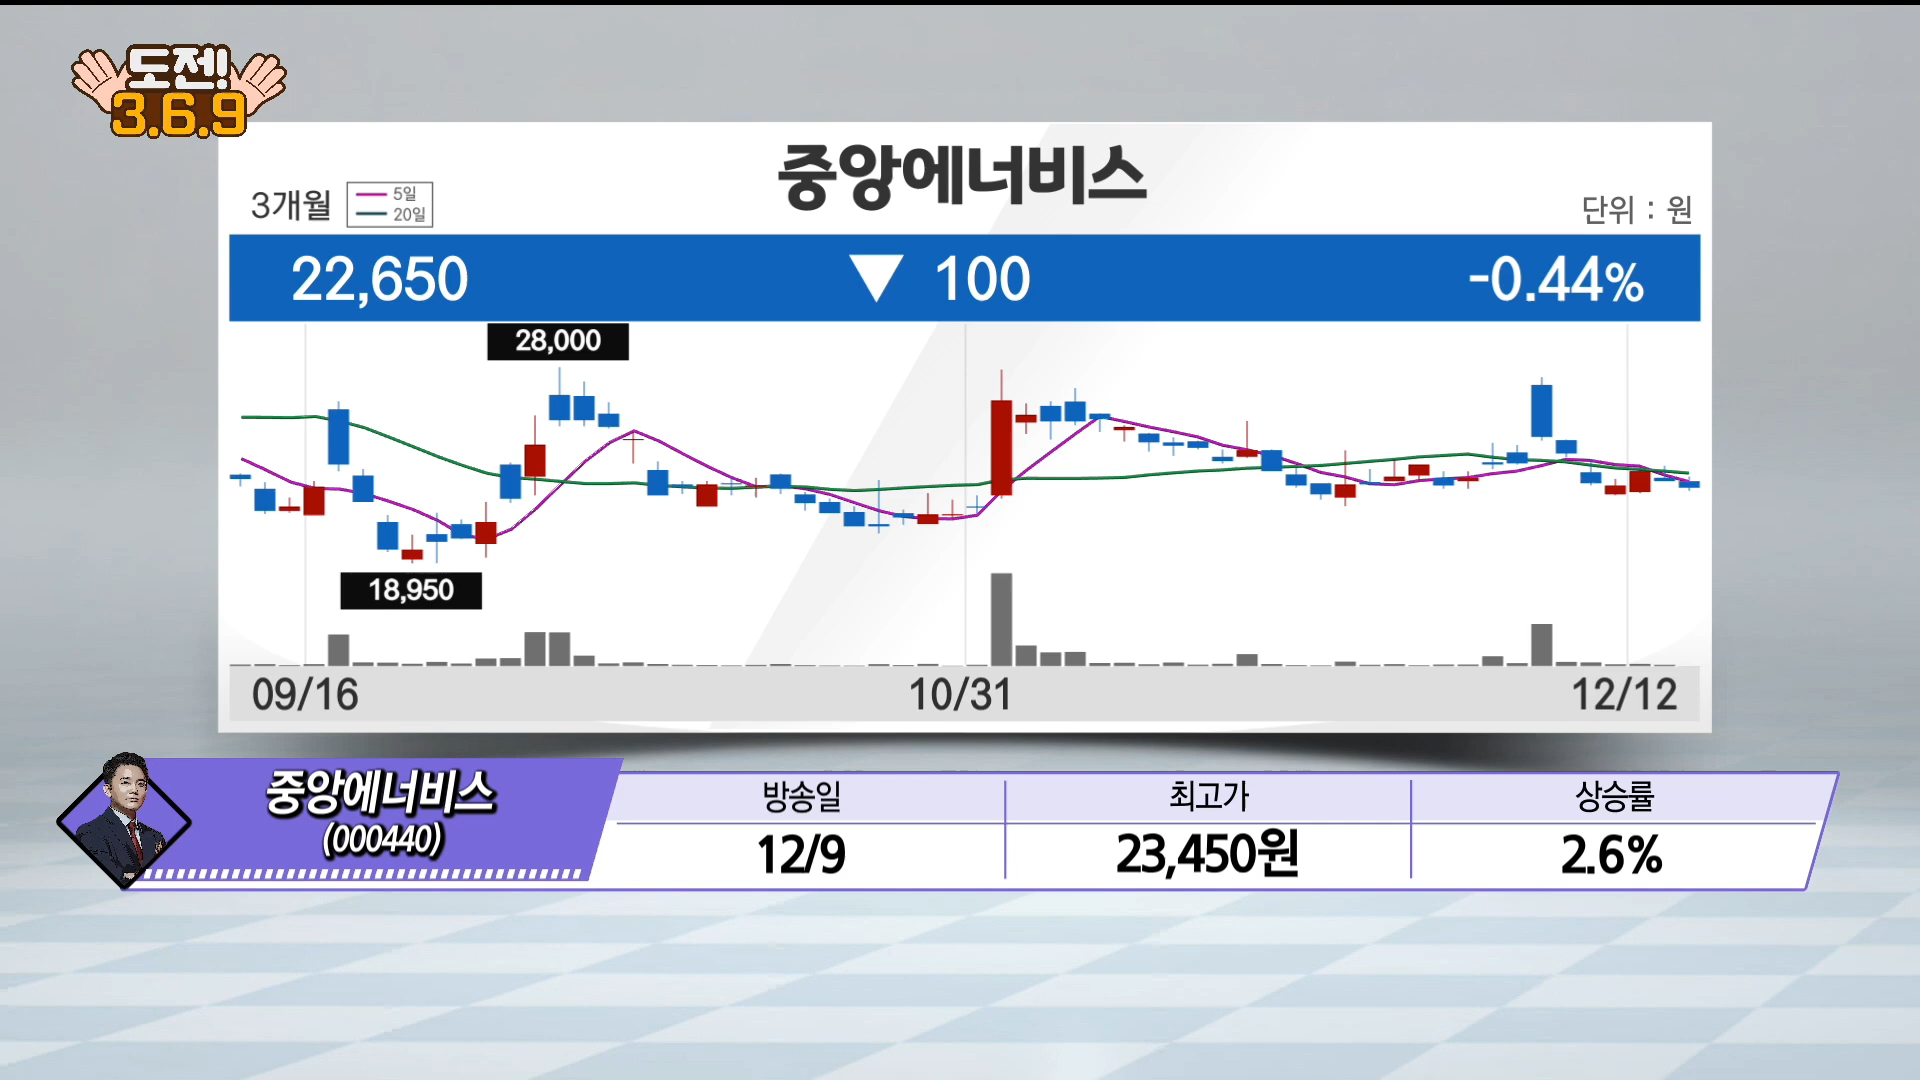 도젠!
3.6.9
중앙에너비스
3개월
5일
20일
단위 : 원
22,650 ▼ 100 -0.44%
28,000
18,950
09/16 10/31 12/12
중앙에너비스
(000440)
방송일 최고가 상승률
12/9 23,450원 2.6%